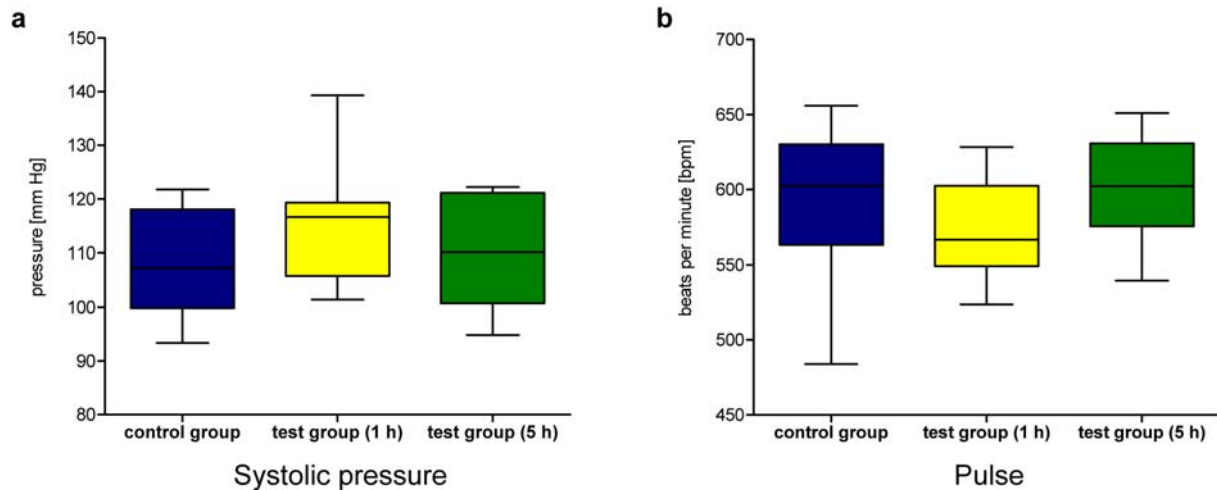 a
150
140
130
120
110
100
90
80
pressure [mm Hg]
control group
test group (1 h)
test group (5 h)
Systolic pressure
b
700
650
600
550
500
450
beats per minute [bpm]
control group
test group (1 h)
test group (5 h)
Pulse